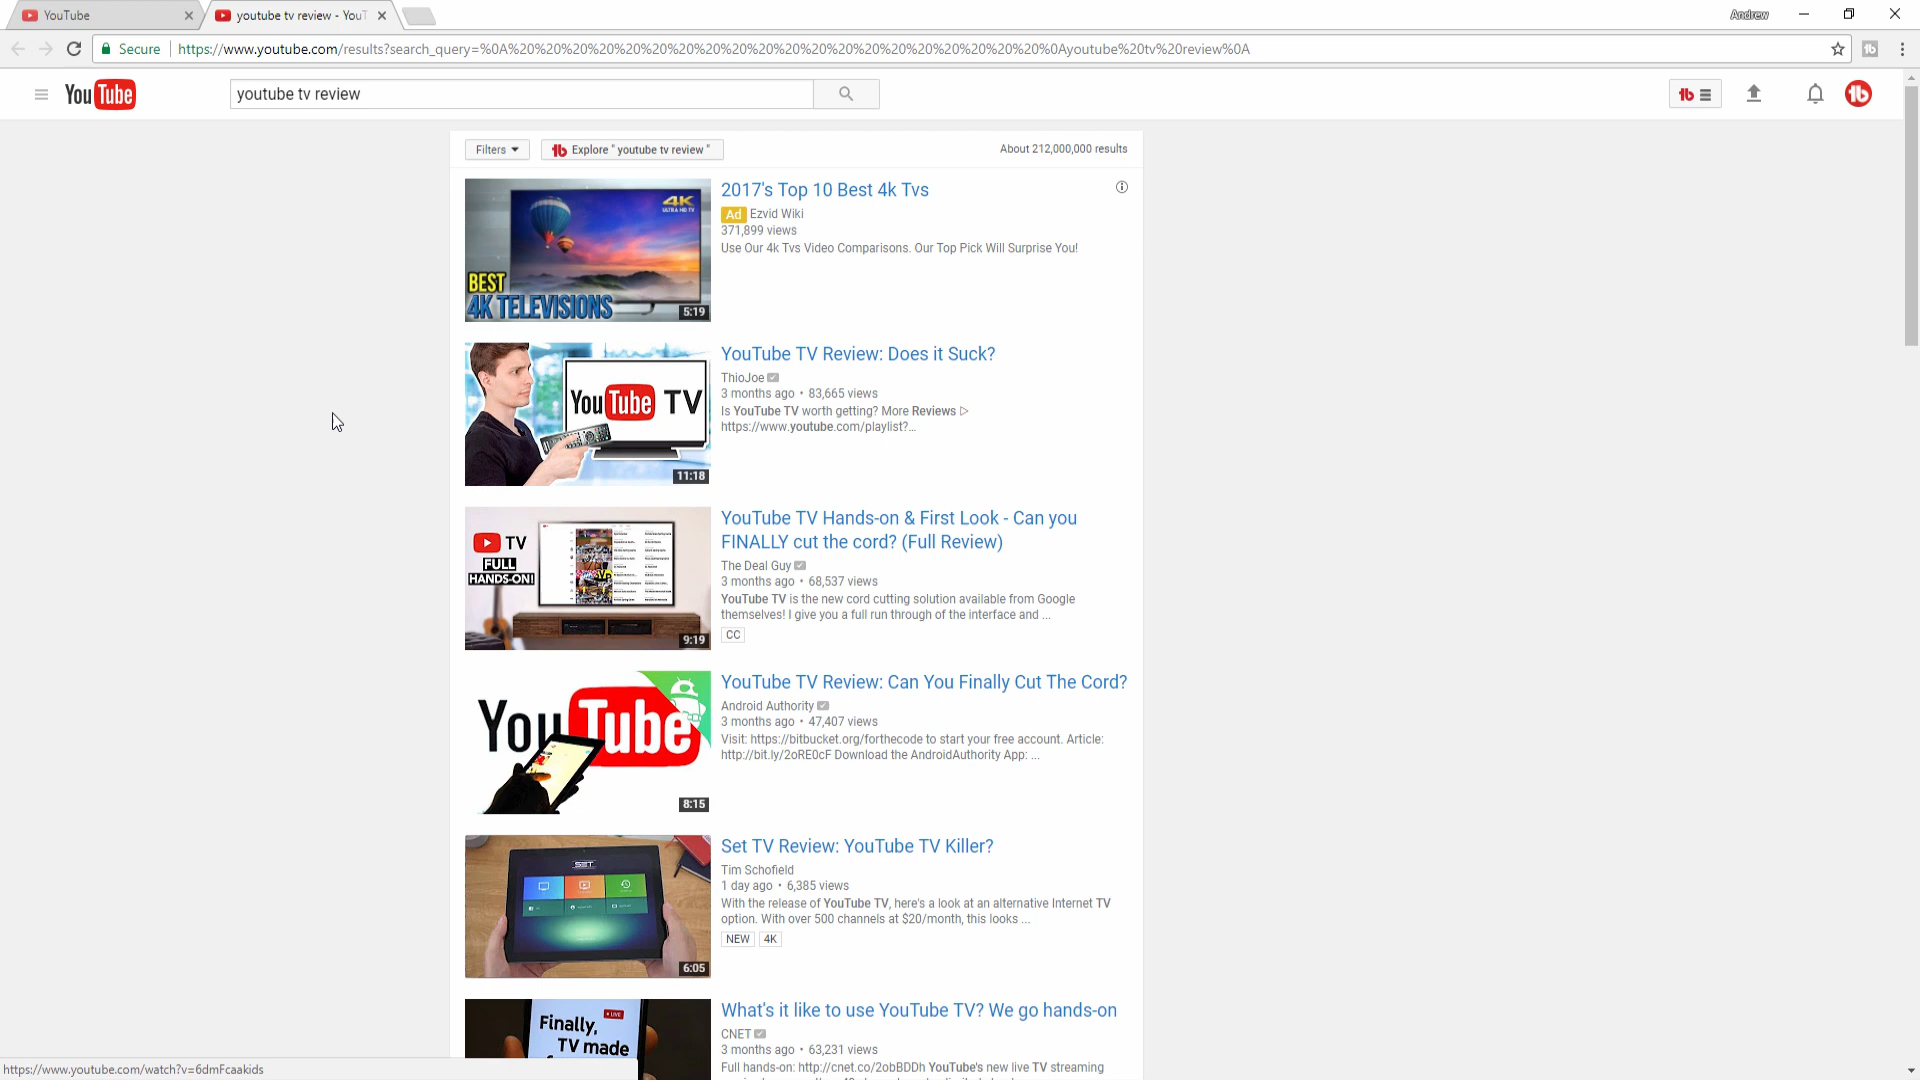 YouTube
youtube tv review - YouT
Andrew
Secure
https://www.youtube.com/results?search_query=%0A%20%20%20%20%20%20%20%20%20%20%20%20%20%20%20%20%20%20%20%20%0Ayoutube%20tv%20review%0A
YouTube
youtube tv review
Filters
Explore " youtube tv review "
About 212,000,000 results
4K
ULTRA HD TV
BEST
4K TELEVISIONS
5:19
2017's Top 10 Best 4k Tvs
Ad Ezvid Wiki
371,899 views
Use Our 4k Tvs Video Comparisons. Our Top Pick Will Surprise You!
YouTube TV
11:18
YouTube TV Review: Does it Suck?
ThioJoe
3 months ago • 83,665 views
Is YouTube TV worth getting? More Reviews
https://www.youtube.com/playlist?...
TV
FULL
HANDS-ON!
9:19
YouTube TV Hands-on & First Look - Can you
FINALLY cut the cord? (Full Review)
The Deal Guy
3 months ago • 68,537 views
YouTube TV is the new cord cutting solution available from Google
themselves! I give you a full run through of the interface and ...
CC
YouTube
8:15
YouTube TV Review: Can You Finally Cut The Cord?
Android Authority
3 months ago • 47,407 views
Visit: https://bitbucket.org/forthecode to start your free account. Article:
http://bit.ly/2oRE0cF Download the AndroidAuthority App: ...
SET
6:05
Set TV Review: YouTube TV Killer?
Tim Schofield
1 day ago • 6,385 views
With the release of YouTube TV, here's a look at an alternative Internet TV
option. With over 500 channels at $20/month, this looks ...
NEW 4K
LIVE
Finally,
TV made
What's it like to use YouTube TV? We go hands-on
CNET
3 months ago • 63,231 views
Full hands-on: http://cnet.co/2obBDDh YouTube's new live TV streaming
https://www.youtube.com/watch?v=6dmFcaakids